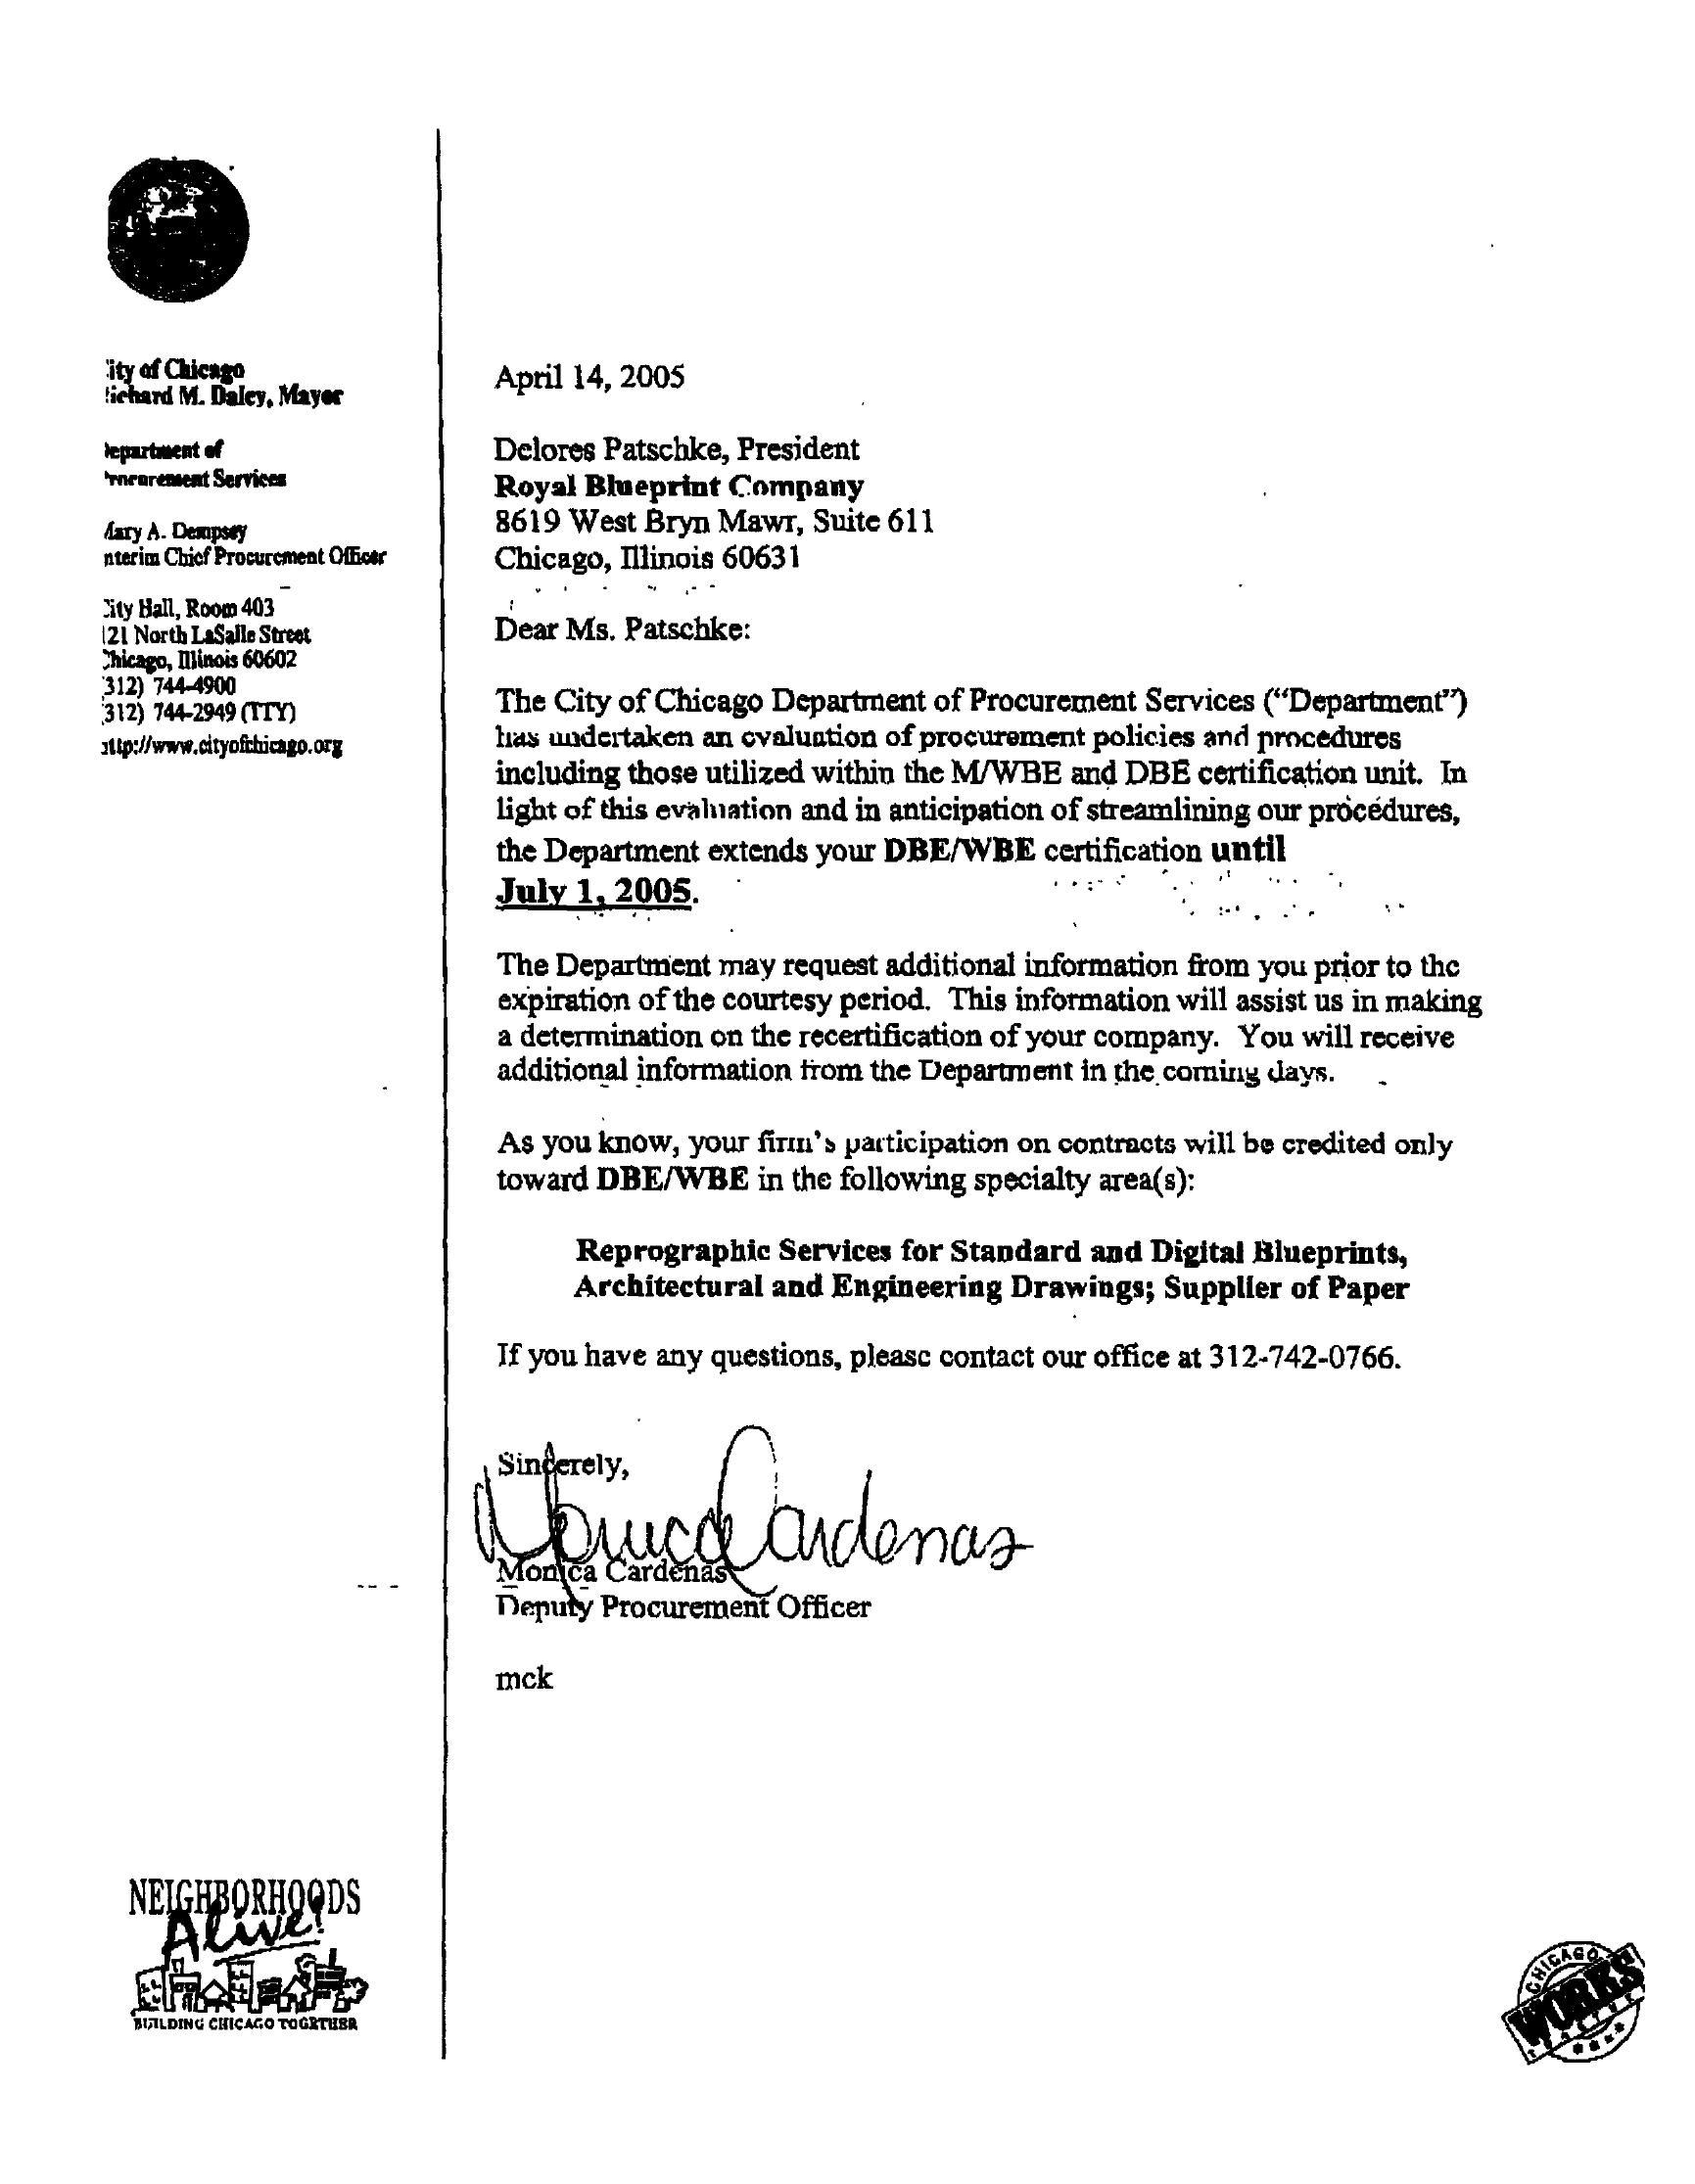 ity of Chicago
ichard M. Daley, Mayor
epartment of
rocurement Services
ary A. Dempsey
nterim Chief Procurement Officer
ity Hall, Room 403
121 North LaSalle Street
hicago, Illinois 60602
312) 744-4900
312) 744-2949 (TTY)
ttp://www.cityofchicago.org
April 14, 2005
Delores Patschke, President
Royal Blueprint Company
8619 West Bryn Mawr, Suite 611
Chicago, Illinois 60631
Dear Ms. Patschke:
The City of Chicago Department of Procurement Services (“Department”)
has undertaken an evaluation of procurement policies and procedures
including those utilized within the M/WBE and DBE certification unit. In
light of this evaluation and in anticipation of streamlining our procedures,
the Department extends your DBE/WBE certification until
July 1, 2005.
The Department may request additional information from you prior to the
expiration of the courtesy period. This information will assist us in making
a determination on the recertification of your company. You will receive
additional information from the Department in the coming days.
As you know, your firm's participation on contracts will be credited only
toward DBE/WBE in the following specialty area(s):
Reprographic Services for Standard and Digital Blueprints,
Architectural and Engineering Drawings; Supplier of Paper
If you have any questions, please contact our office at 312-742-0766.
Sincerely,
Monica Cardenas
Monica Cardenas
Deputy Procurement Officer
mck
NEIGHBORHOODS
Alive!
BUILDING CHICAGO TOGETHER
CHICAGO
WORKS